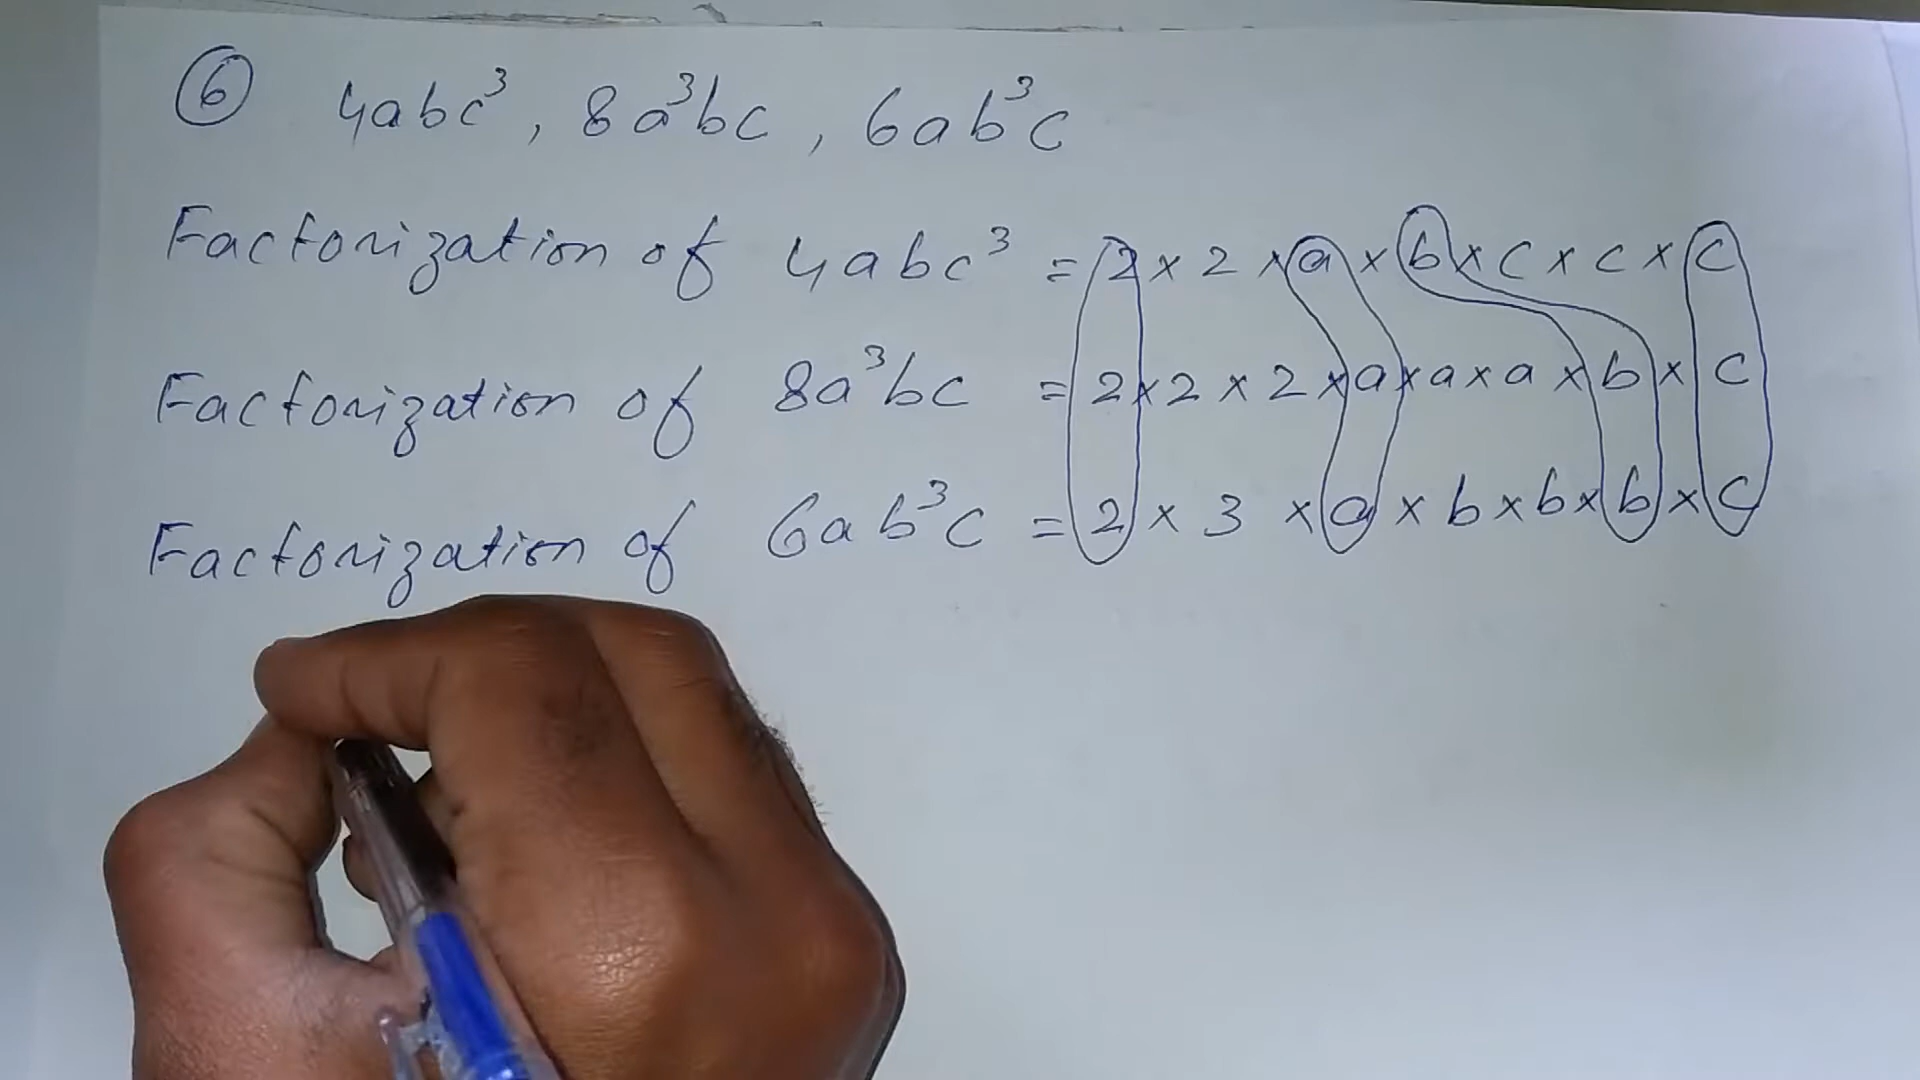 ⑥ 4abc³, 8a³bc, 6ab³c
Factorization of 4abc³ = 2 × 2 × a × b × c × c × c
Factorization of 8a³bc = 2 × 2 × 2 × a × a × a × b × c
Factorization of 6ab³c = 2 × 3 × a × b × b × b × c